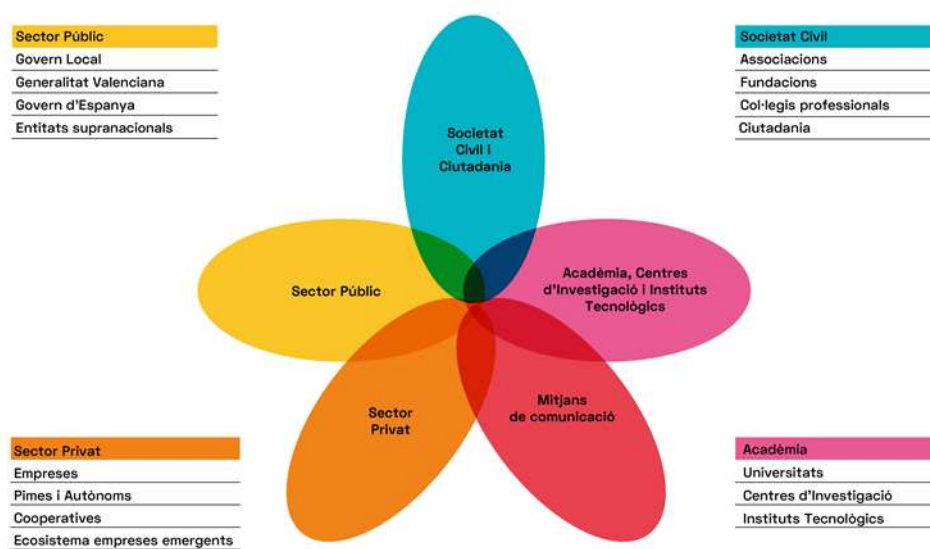 Sector Públic
Govern Local
Generalitat Valenciana
Govern d'Espanya
Entitats supranacionals
Societat Civil
Associacions
Fundacions
Col·legis professionals
Ciutadania
Societat
Civil i
Ciutadania
Sector Públic
Acadèmia, Centres
d'Investigació i Instituts
Tecnològics
Sector
Privat
Mitjans
de comunicació
Sector Privat
Empreses
Pimes i Autònoms
Cooperatives
Ecosistema empreses emergents
Acadèmia
Universitats
Centres d'Investigació
Instituts Tecnològics